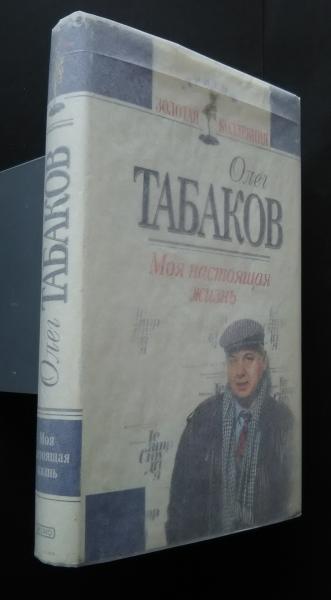 ЗОЛОТАЯ КОЛЛЕКЦИЯ
Олег
ТАБАКОВ
Моя настоящая
жизнь
Олег ТАБАКОВ
Моя
настоящая
жизнь